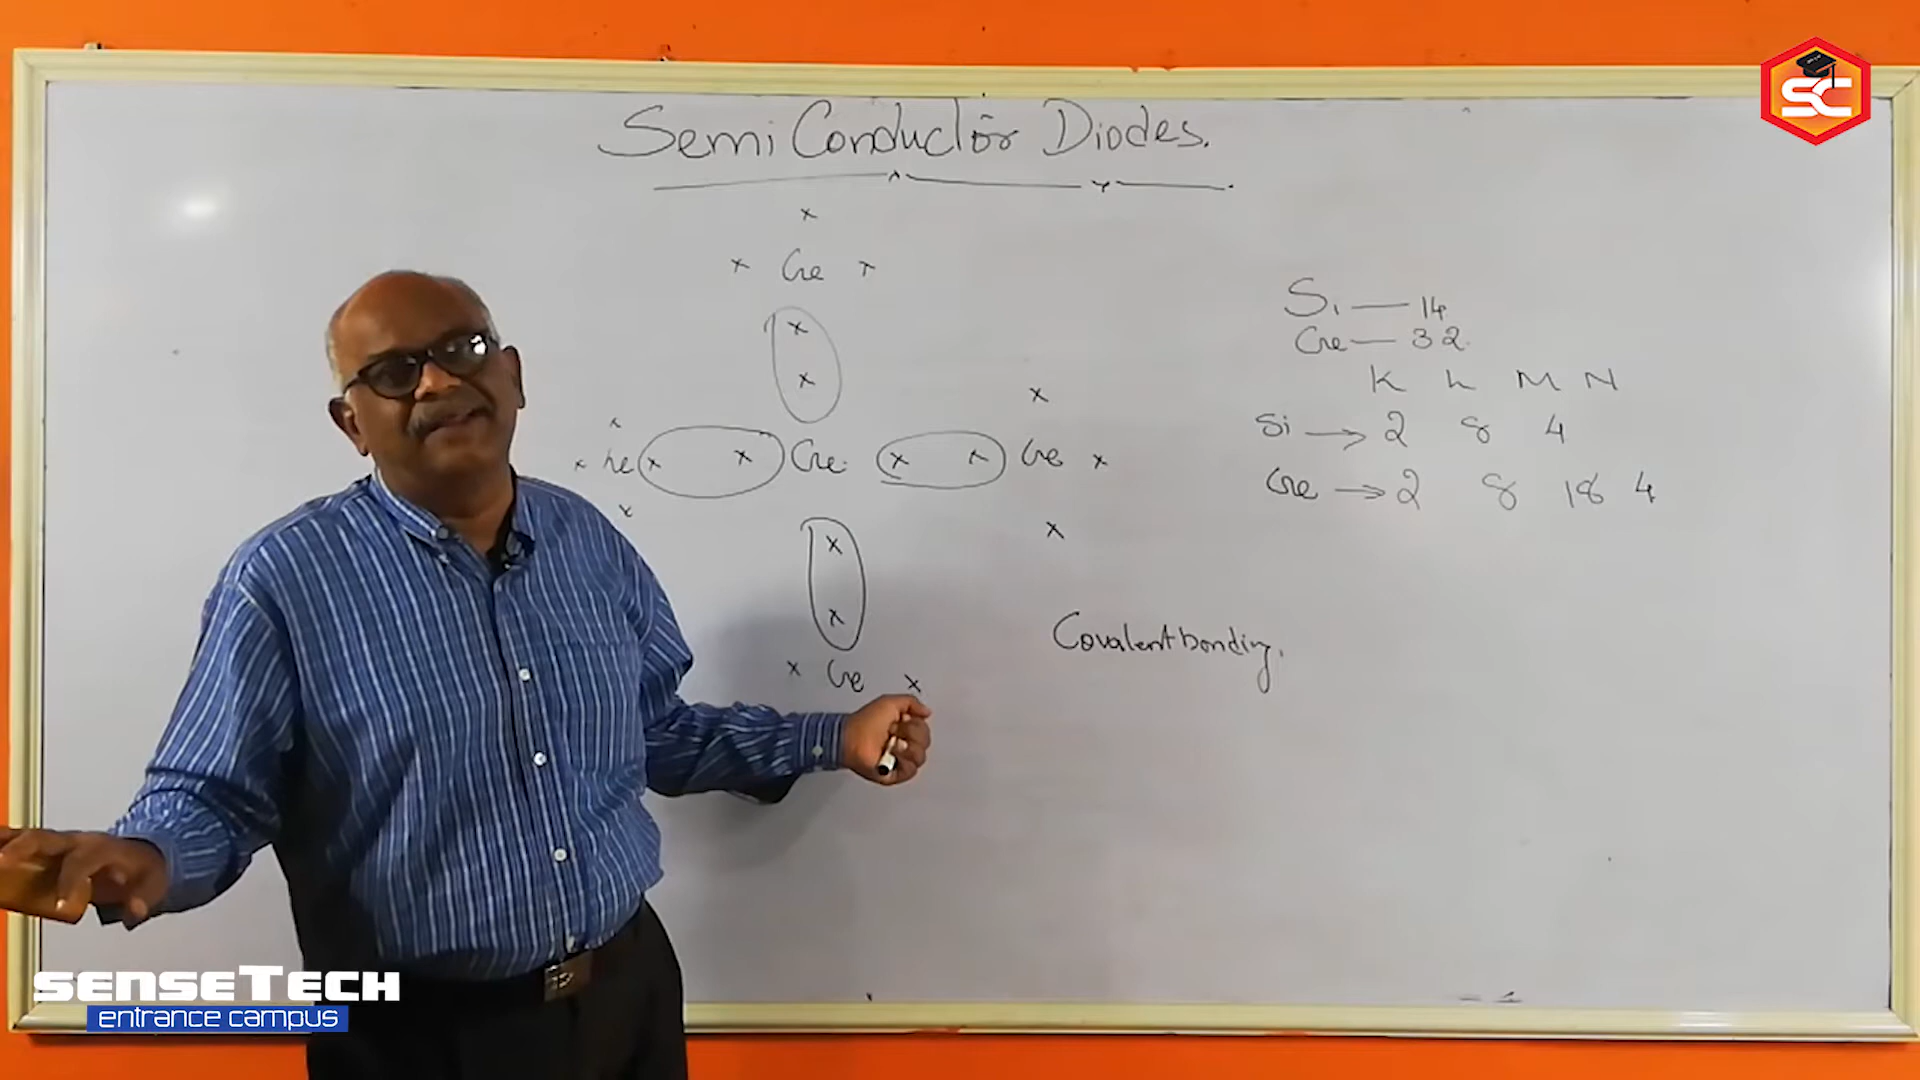 SC
Semi Conductor Diodes.
x
x Ge x
x
x
x x
x Ge x x Ge x x Ge x
x x
x
x
x Ge x
Si — 14
Ge — 32
K L M N
Si → 2 8 4
Ge → 2 8 18 4
Covalent bonding.
SENSETECH
entrance campus